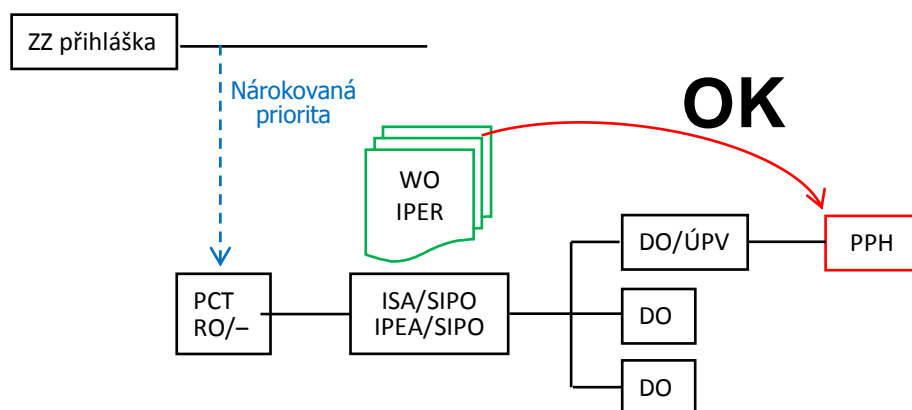 ZZ přihláška
Nárokovaná
priorita
OK
WO
IPER
DO/ÚPV
PPH
PCT
RO/–
ISA/SIPO
IPEA/SIPO
DO
DO